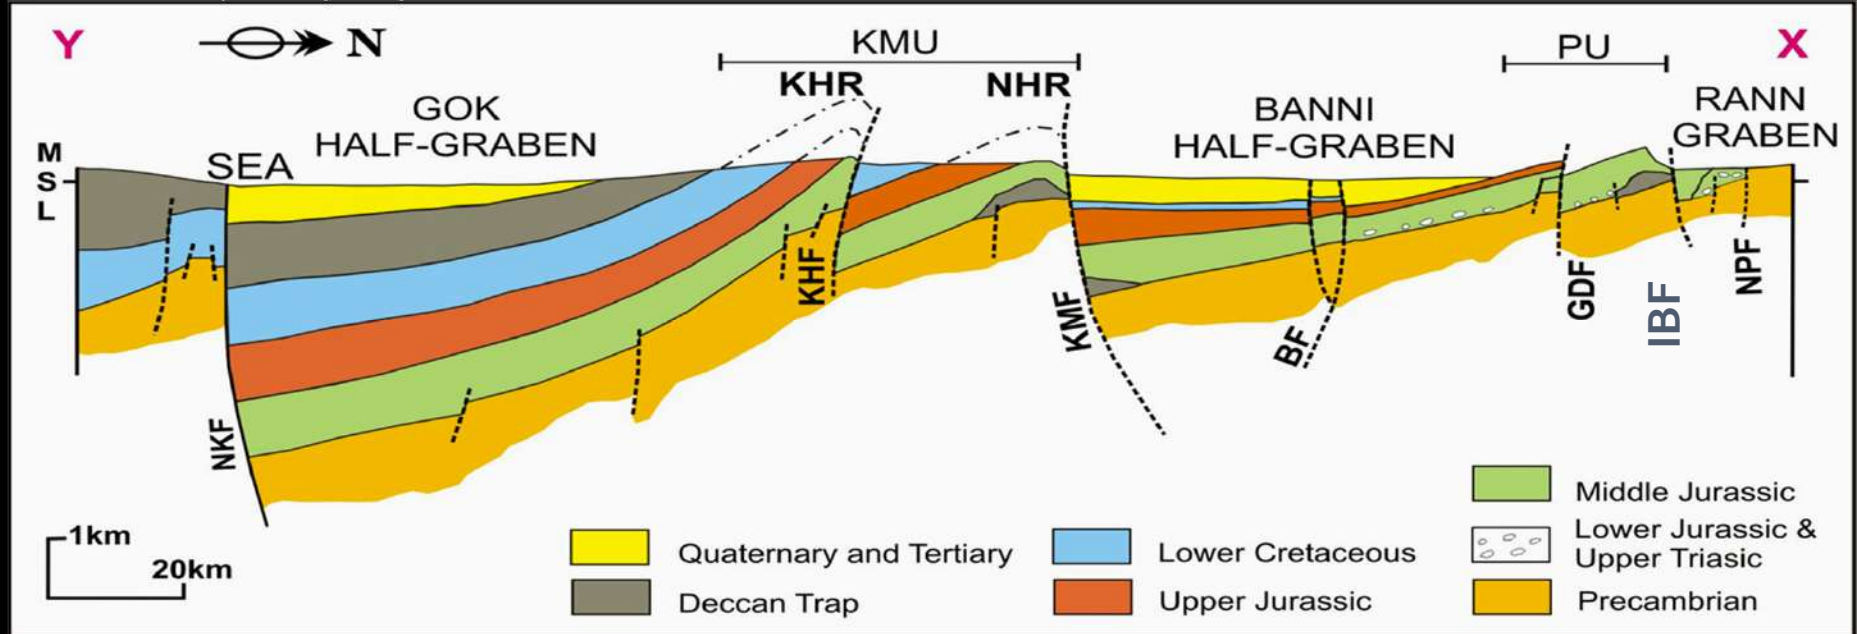 Y
N
KMU
PU
X
KHR
NHR
GOK
HALF-GRABEN
BANNI
HALF-GRABEN
RANN
GRABEN
M
S
L
SEA
KHF
KMF
BF
GDF
IBF
NPF
NKF
1km
20km
Quaternary and Tertiary
Deccan Trap
Lower Cretaceous
Upper Jurassic
Middle Jurassic
Lower Jurassic &
Upper Triasic
Precambrian